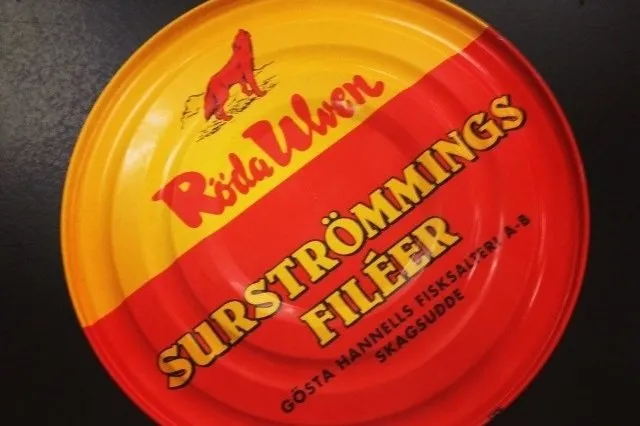 Röda Ulven
SURSTRÖMMINGS
FILÉER
GÖSTA HANNELLS FISKSALTERI A-B
SKAGSUDDE